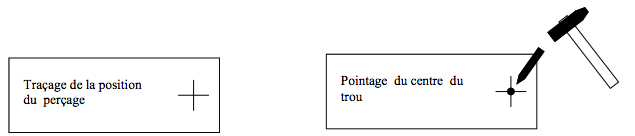 Traçage de la position
du perçage
Pointage du centre du
trou